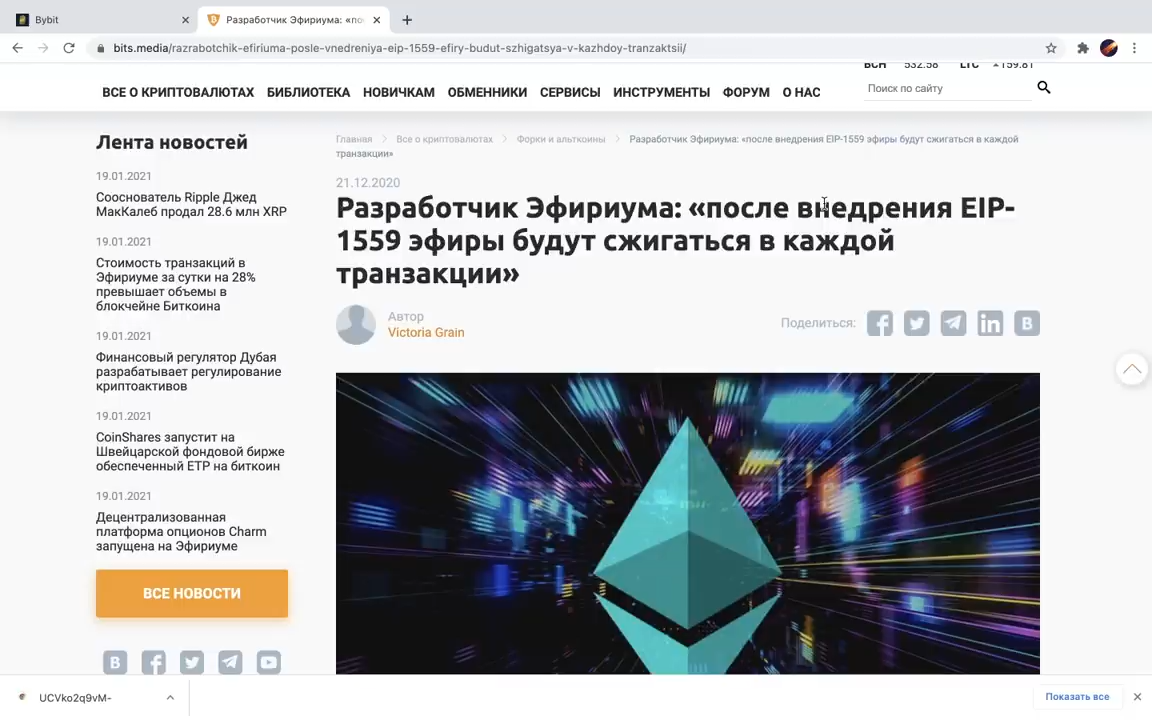 Bybit
Разработчик Эфириума: «по
bits.media/razrabotchik-efiriuma-posle-vnedreniya-eip-1559-efiry-budut-szhigatsya-v-kazhdoy-tranzaktsii/
BCH 532.58 LTC 159.81
ВСЕ О КРИПТОВАЛЮТАХ БИБЛИОТЕКА НОВИЧКАМ ОБМЕННИКИ СЕРВИСЫ ИНСТРУМЕНТЫ ФОРУМ О НАС
Поиск по сайту
Лента новостей
19.01.2021
Сооснователь Ripple Джед
МакКалеб продал 28.6 млн XRP
19.01.2021
Стоимость транзакций в
Эфириуме за сутки на 28%
превышает объемы в
блокчейне Биткоина
19.01.2021
Финансовый регулятор Дубая
разрабатывает регулирование
криптоактивов
19.01.2021
CoinShares запустит на
Швейцарской фондовой бирже
обеспеченный ETP на биткоин
19.01.2021
Децентрализованная
платформа опционов Charm
запущена на Эфириуме
ВСЕ НОВОСТИ
Главная Все о криптовалютах Форки и альткоины Разработчик Эфириума: «после внедрения EIP-1559 эфиры будут сжигаться в каждой
транзакции»
21.12.2020
Разработчик Эфириума: «после внедрения EIP-
1559 эфиры будут сжигаться в каждой
транзакции»
Автор
Victoria Grain
Поделиться:
UCVko2q9vM-
Показать все